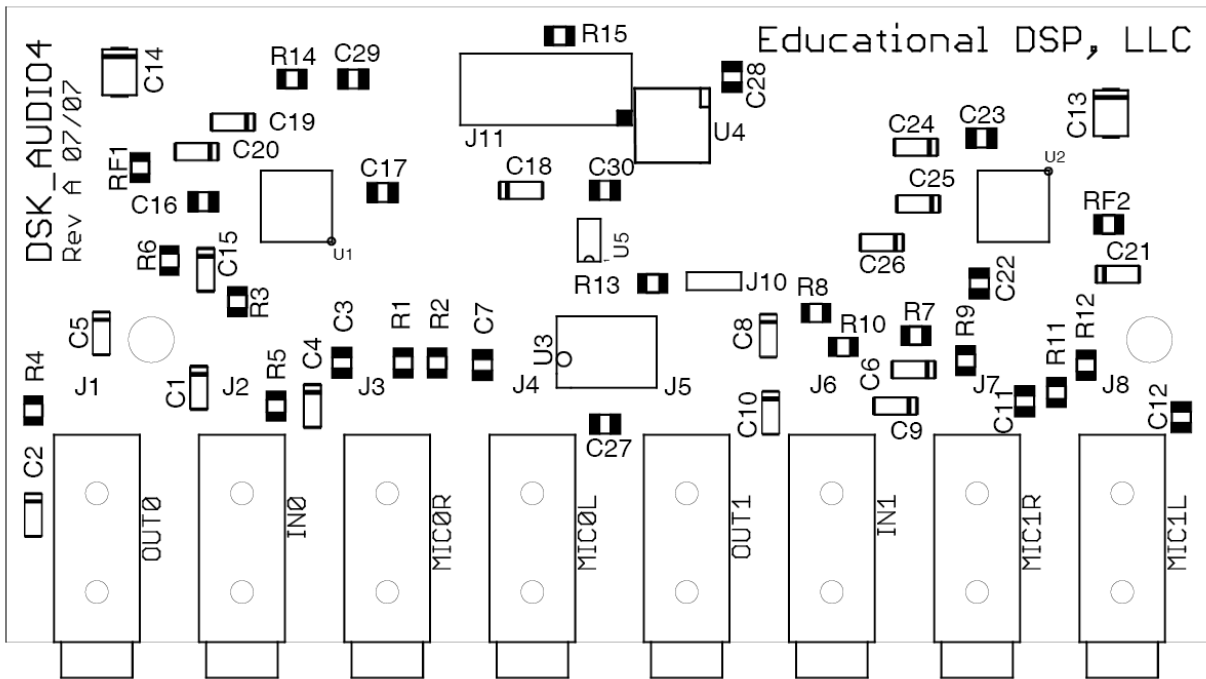 DSK_AUDIO4
Rev A 07/07
Educational DSP, LLC
C14
R14
C29
R15
C28
C13
C19
J11
U4
C24
C23
C20
RF1
C16
C17
C18
C30
C25
U2
RF2
U1
U5
C26
C21
R6
C15
R3
R13
J10
C22
C5
C3
R1
R2
C7
U3
C8
R8
R10
R7
R9
R11
R12
R4
J1
C1
J2
R5
C4
J3
J4
J5
C10
J6
C6
C9
J7
C11
J8
C12
C27
C2
OUT0
IN0
MIC0R
MIC0L
OUT1
IN1
MIC1R
MIC1L